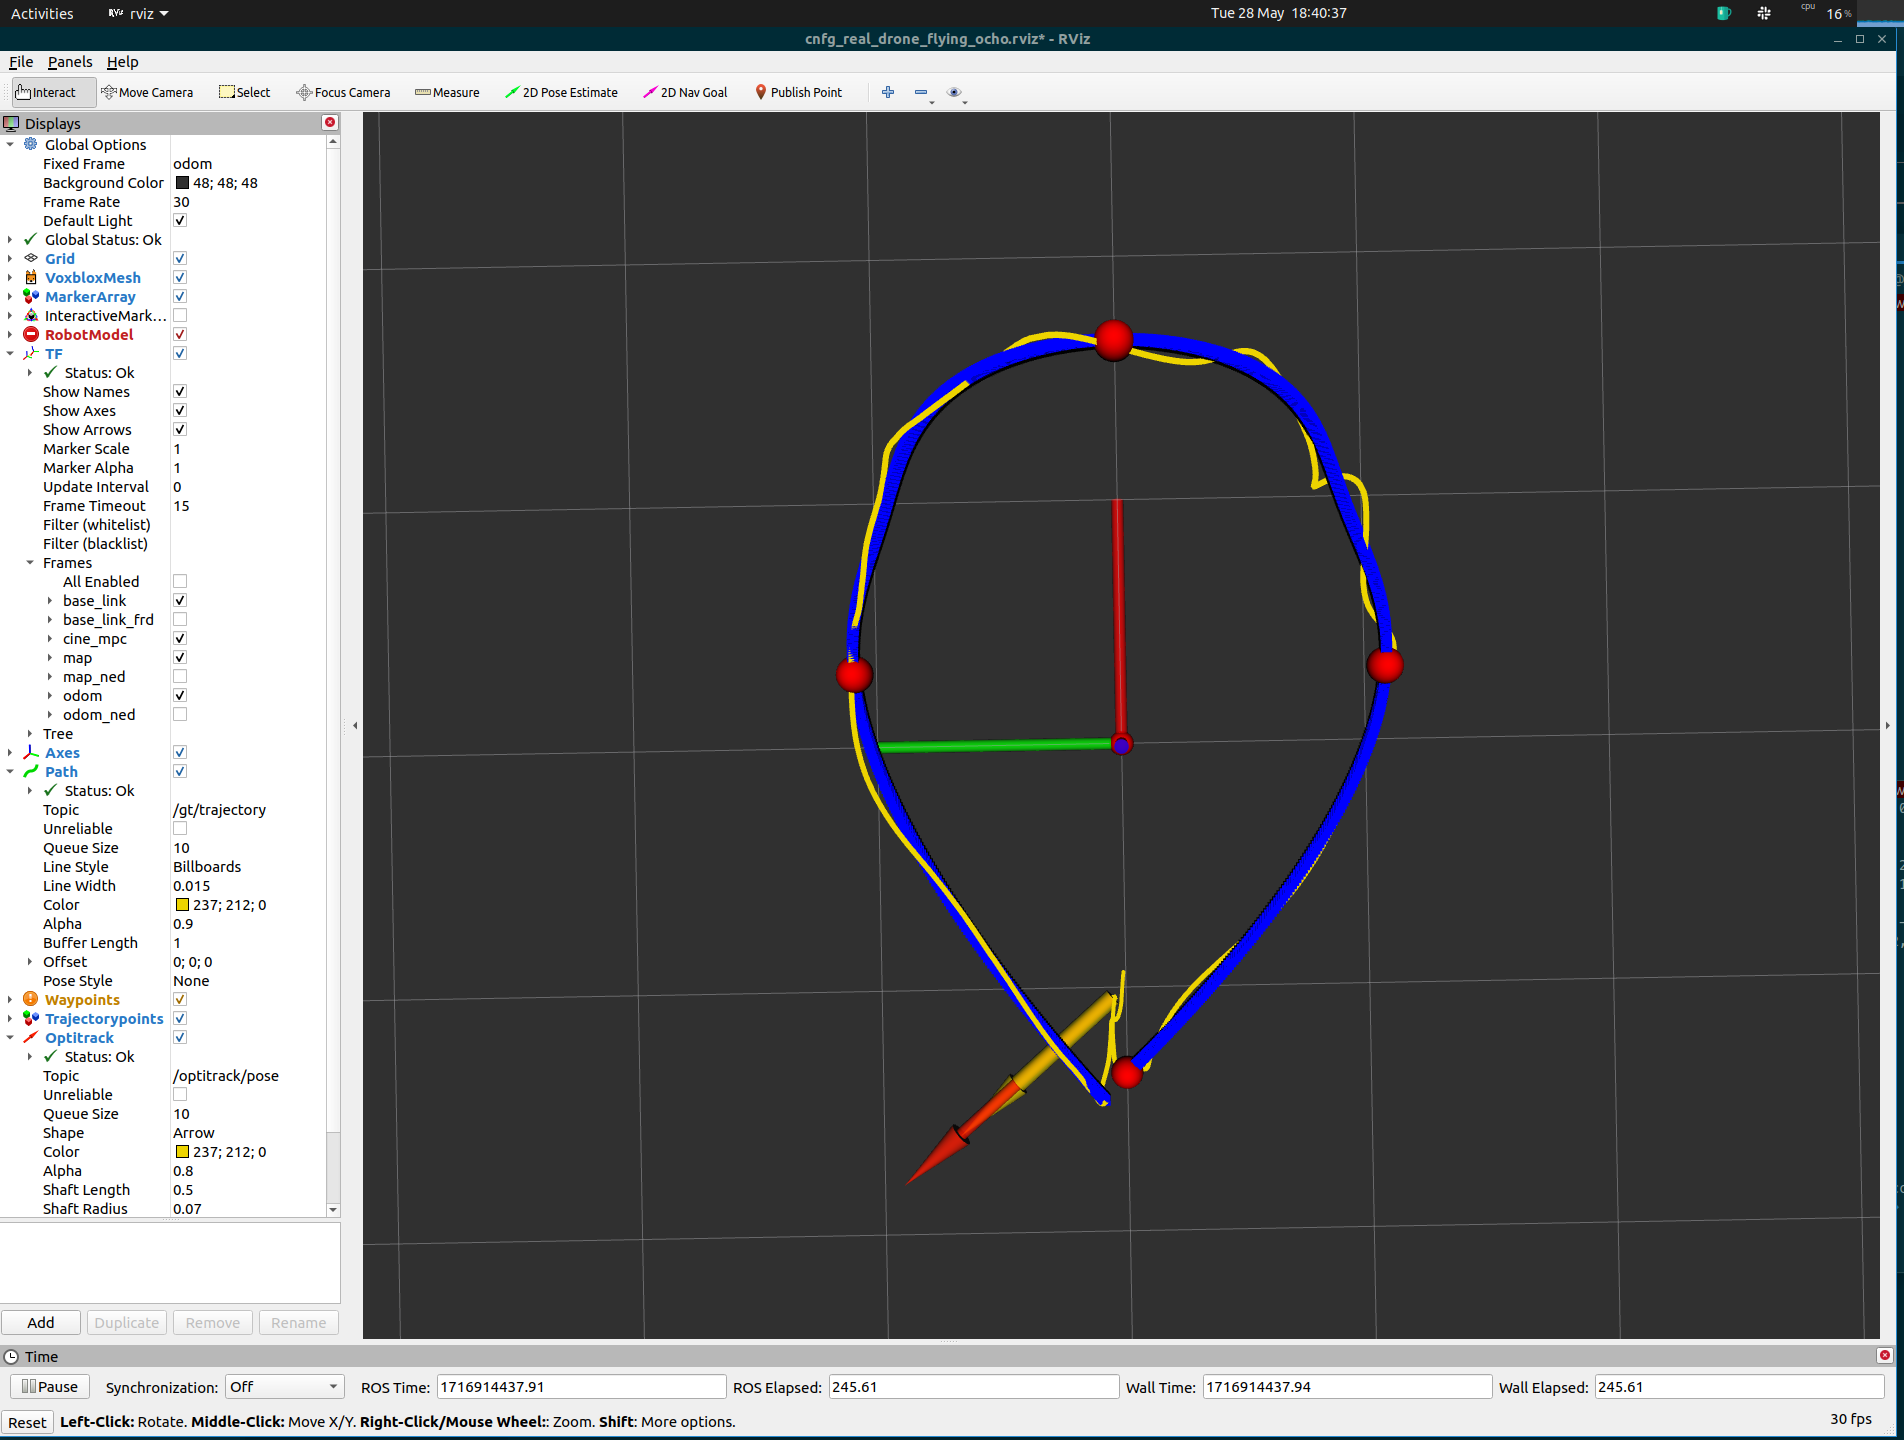 Activities rviz Tue 28 May 18:40:37 cpu 16%
cnfg_real_drone_flying_ocho.rviz* - RViz
File Panels Help
Interact Move Camera Select Focus Camera Measure 2D Pose Estimate 2D Nav Goal Publish Point
Displays
Global Options
Fixed Frame odom
Background Color 48; 48; 48
Frame Rate 30
Default Light
Global Status: Ok
Grid
VoxbloxMesh
MarkerArray
InteractiveMark...
RobotModel
TF
Status: Ok
Show Names
Show Axes
Show Arrows
Marker Scale 1
Marker Alpha 1
Update Interval 0
Frame Timeout 15
Filter (whitelist)
Filter (blacklist)
Frames
All Enabled
base_link
base_link_frd
cine_mpc
map
map_ned
odom
odom_ned
Tree
Axes
Path
Status: Ok
Topic /gt/trajectory
Unreliable
Queue Size 10
Line Style Billboards
Line Width 0.015
Color 237; 212; 0
Alpha 0.9
Buffer Length 1
Offset 0; 0; 0
Pose Style None
Waypoints
Trajectorypoints
Optitrack
Status: Ok
Topic /optitrack/pose
Unreliable
Queue Size 10
Shape Arrow
Color 237; 212; 0
Alpha 0.8
Shaft Length 0.5
Shaft Radius 0.07
Add Duplicate Remove Rename
Time
Pause Synchronization: Off ROS Time: 1716914437.91 ROS Elapsed: 245.61 Wall Time: 1716914437.94 Wall Elapsed: 245.61
Reset Left-Click: Rotate. Middle-Click: Move X/Y. Right-Click/Mouse Wheel:: Zoom. Shift: More options. 30 fps